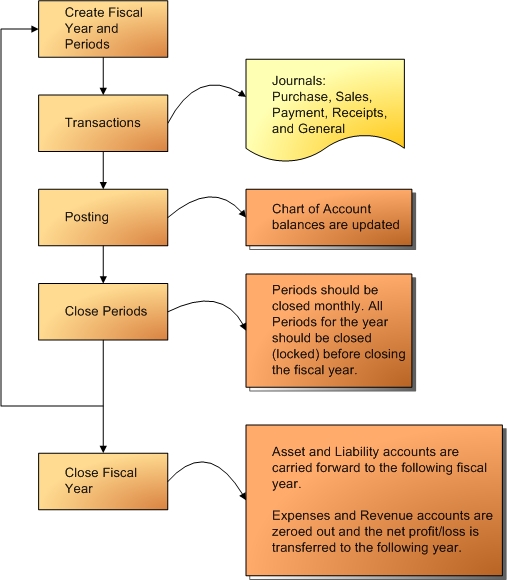 Create Fiscal
Year and
Periods
Journals:
Purchase, Sales,
Payment, Receipts,
and General
Transactions
Posting
Chart of Account
balances are updated
Close Periods
Periods should be
closed monthly. All
Periods for the year
should be closed
(locked) before closing
the fiscal year.
Close Fiscal
Year
Asset and Liability accounts are
carried forward to the following fiscal
year.
Expenses and Revenue accounts are
zeroed out and the net profit/loss is
transferred to the following year.